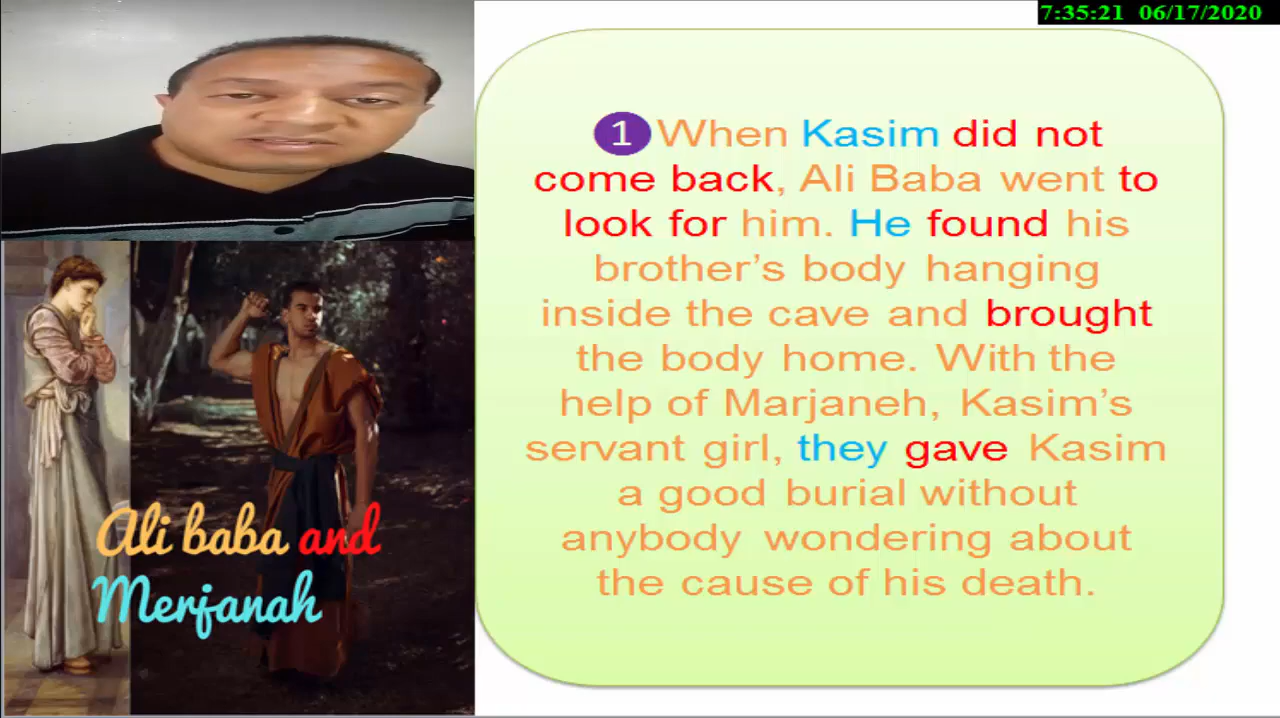 7:35:21 06/17/2020
1 When Kasim did not
come back, Ali Baba went to
look for him. He found his
brother's body hanging
inside the cave and brought
the body home. With the
help of Marjaneh, Kasim's
servant girl, they gave Kasim
a good burial without
anybody wondering about
the cause of his death.
Ali baba and
Merjanah